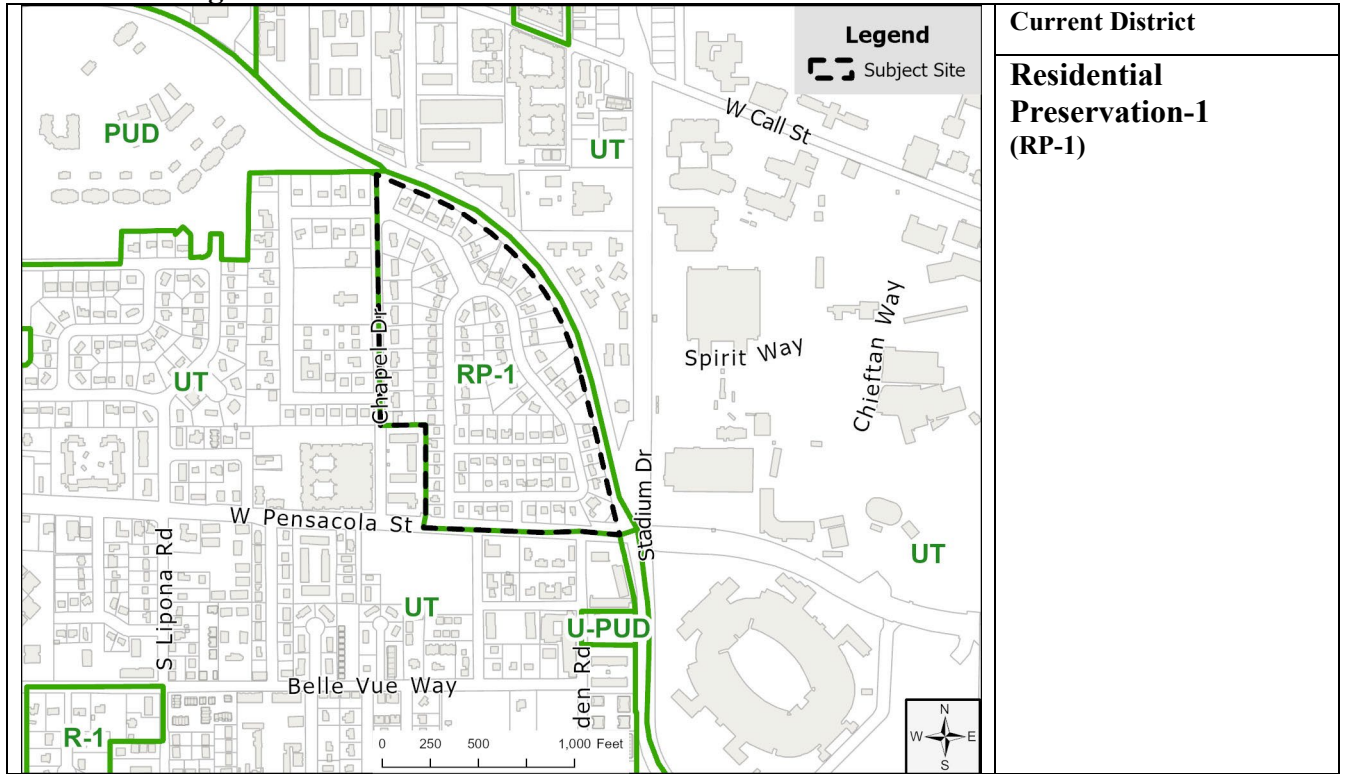 Legend
Subject Site
Current District
Residential
Preservation-1
(RP-1)
PUD
UT
W Call St
Chapel Dr
RP-1
Spirit Way
Chieftan Way
UT
W Pensacola St
Stadium Dr
S Lipona Rd
UT
UT
U-PUD
den Rd
Belle Vue Way
R-1
0 250 500 1,000 Feet
N
W E
S